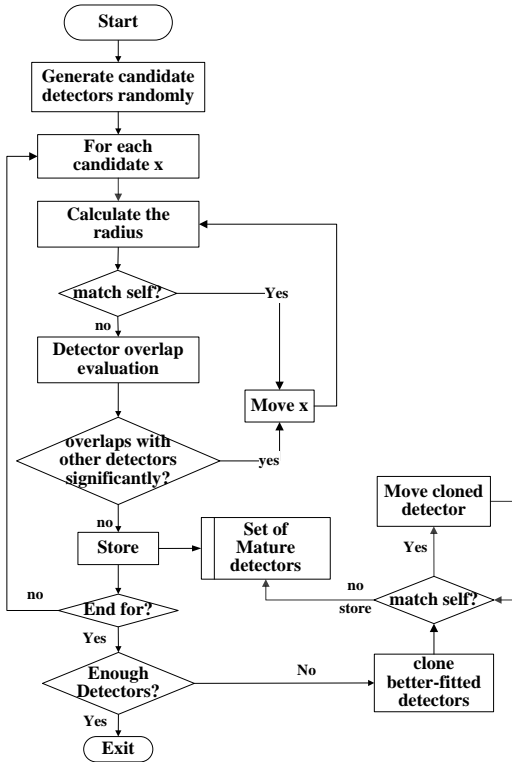 Start
Generate candidate
detectors randomly
For each
candidate x
Calculate the
radius
match self?
Yes
no
Detector overlap
evaluation
Move x
overlaps with
other detectors
significantly?
yes
no
Store
Set of
Mature
detectors
Move cloned
detector
Yes
match self?
no
store
End for?
no
Yes
Enough
Detectors?
No
clone
better-fitted
detectors
Yes
Exit